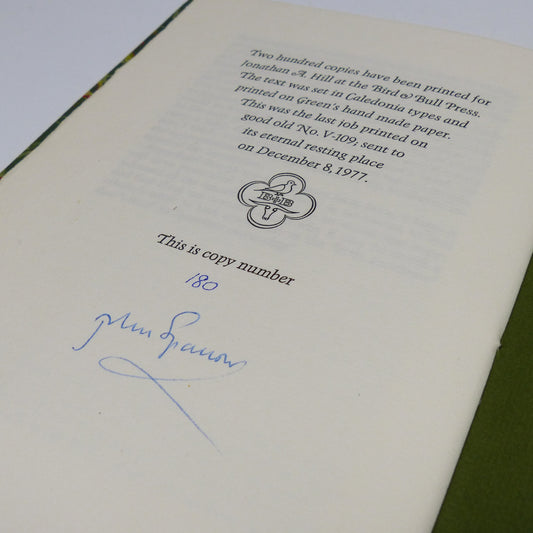 Two hundred copies have been printed for
Jonathan A. Hill at the Bird & Bull Press.
The text was set in Caledonia types and
printed on Green's hand made paper.
This was the last job printed on
good old No. V-109; sent to
its eternal resting place
on December 8, 1977.
B&B
This is copy number
180
John Sparrow